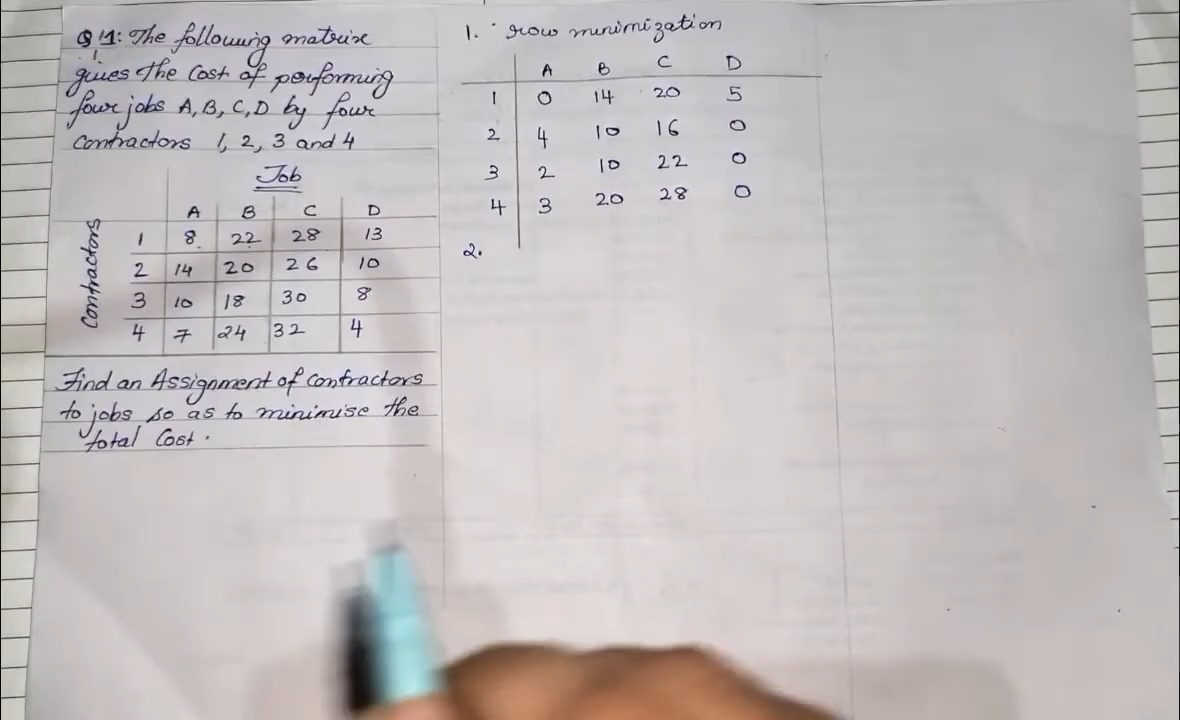 Q 1: The following matrix
gives the cost of performing
four jobs A, B, C, D by four
contractors 1, 2, 3 and 4
Job
A B C D
Contractors
1 8 22 28 13
2 14 20 26 10
3 10 18 30 8
4 7 24 32 4
Find an Assignment of contractors
to jobs so as to minimise the
total cost.
1. row minimization
A B C D
1 0 14 20 5
2 4 10 16 0
3 2 10 22 0
4 3 20 28 0
2.